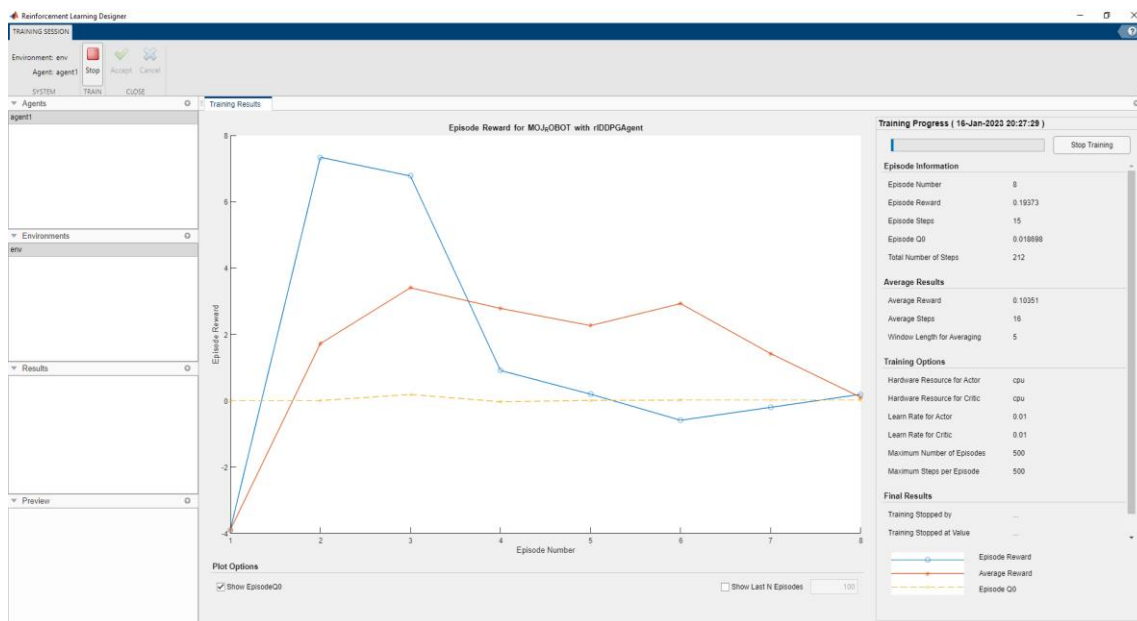 Reinforcement Learning Designer
TRAINING SESSION
Environment: env
Agent: agent1
Stop
Accept
Cancel
SYSTEM
TRAIN
CLOSE
Agents
agent1
Environments
env
Results
Preview
Training Results
Episode Reward for MOJROBOT with rlDDPGAgent
8
6
4
2
0
-2
-4
Episode Reward
1 2 3 4 5 6 7 8
Episode Number
Plot Options
Show EpisodeQ0
Show Last N Episodes 100
Training Progress ( 16-Jan-2023 20:27:29 )
Stop Training
Episode Information
Episode Number 8
Episode Reward 0.19373
Episode Steps 15
Episode Q0 0.018698
Total Number of Steps 212
Average Results
Average Reward 0.10351
Average Steps 16
Window Length for Averaging 5
Training Options
Hardware Resource for Actor cpu
Hardware Resource for Critic cpu
Learn Rate for Actor 0.01
Learn Rate for Critic 0.01
Maximum Number of Episodes 500
Maximum Steps per Episode 500
Final Results
Training Stopped by ...
Training Stopped at Value ...
Episode Reward
Average Reward
Episode Q0